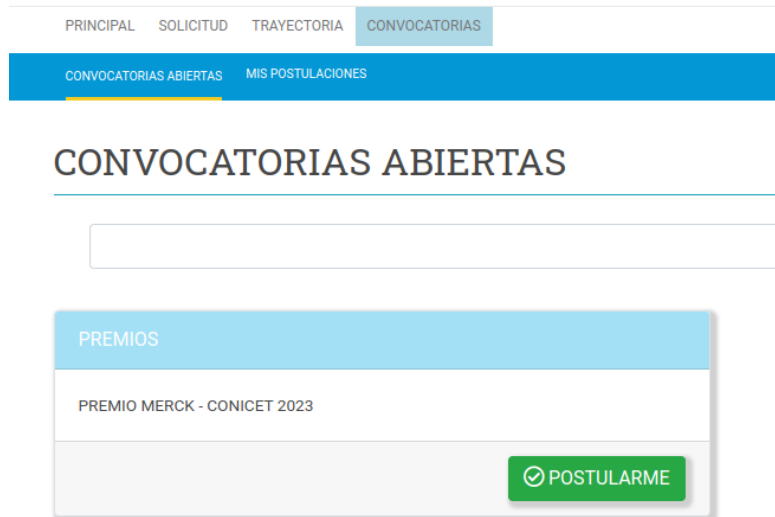 PRINCIPAL SOLICITUD TRAYECTORIA CONVOCATORIAS
CONVOCATORIAS ABIERTAS MIS POSTULACIONES
CONVOCATORIAS ABIERTAS
PREMIOS
PREMIO MERCK - CONICET 2023
POSTULARME